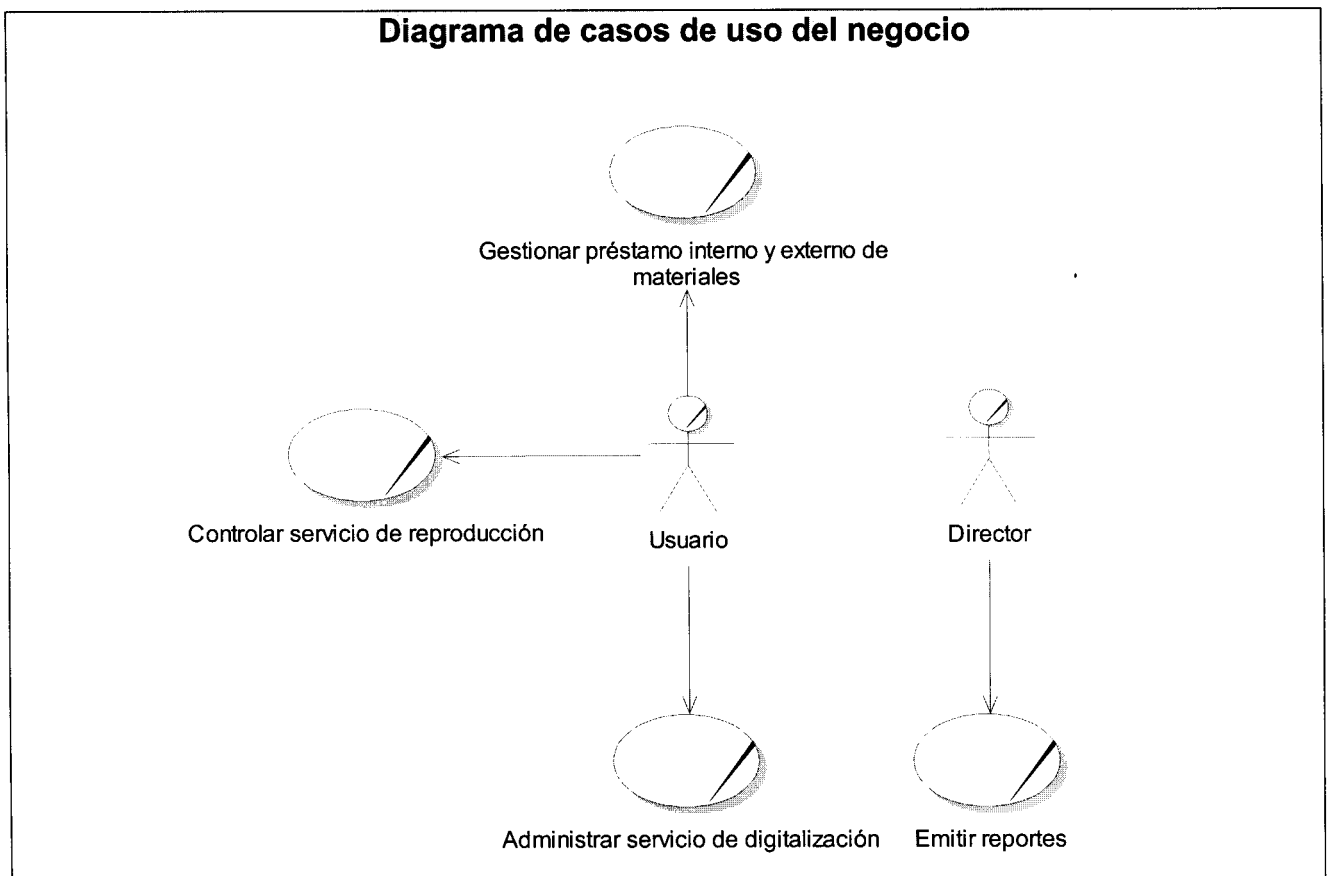 Diagrama de casos de uso del negocio
Gestionar préstamo interno y externo de
materiales
Controlar servicio de reproducción
Usuario
Director
Administrar servicio de digitalización
Emitir reportes